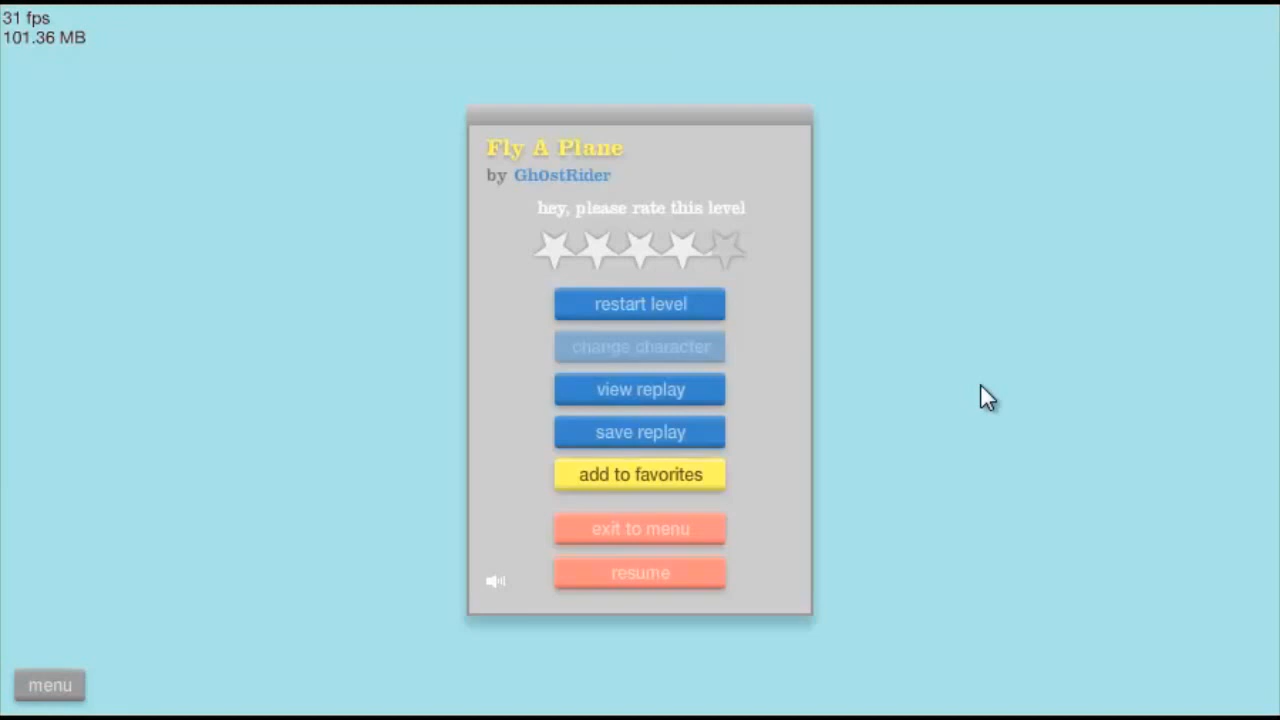 31 fps
101.36 MB
Fly A Plane
by Gh0stRider
hey, please rate this level
restart level
change character
view replay
save replay
add to favorites
exit to menu
resume
menu